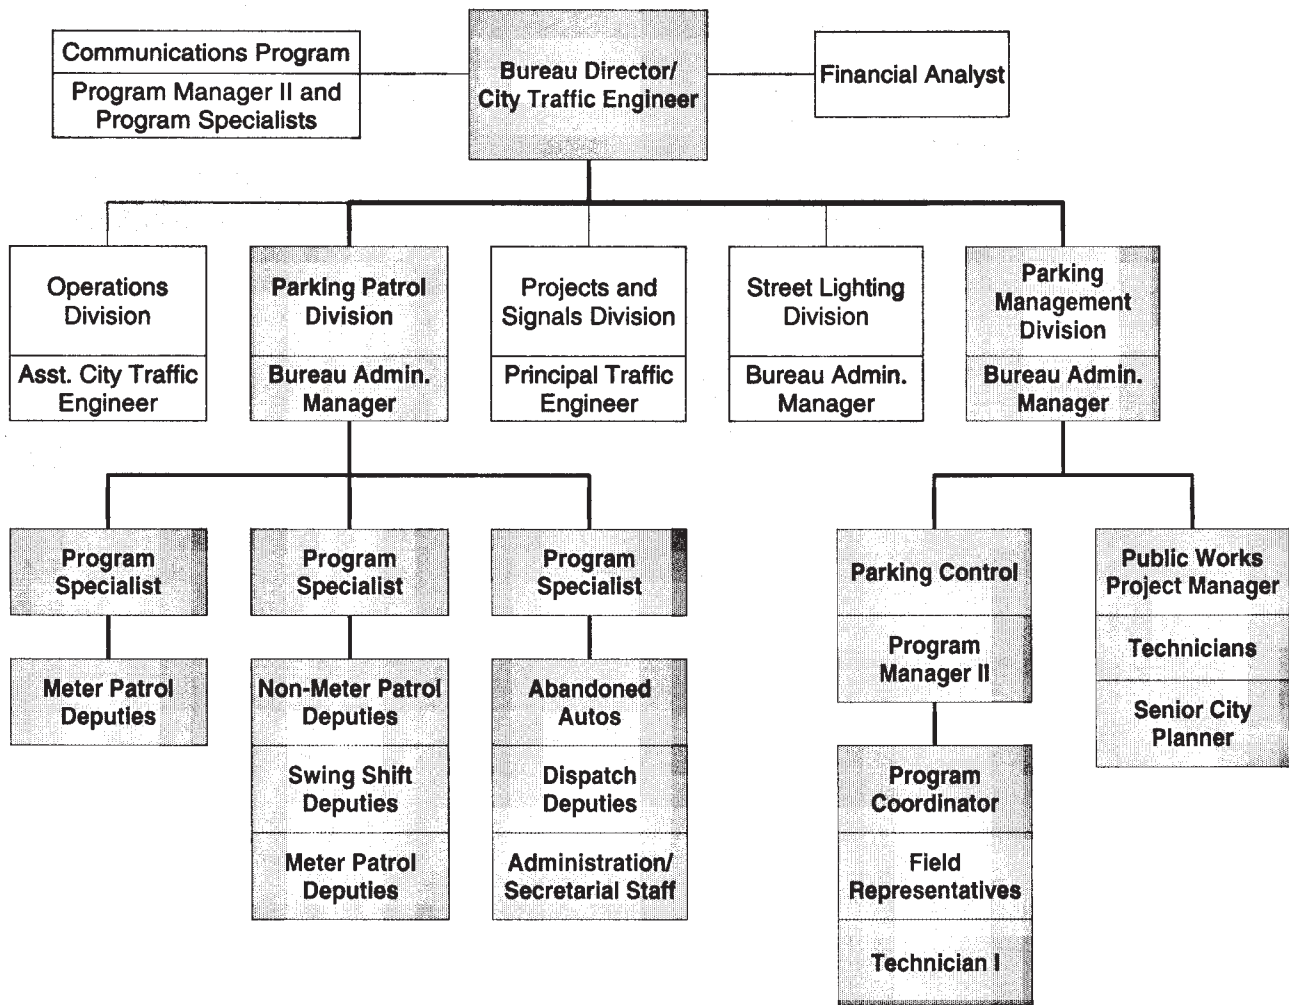 Communications Program
Program Manager II and
Program Specialists
Bureau Director/
City Traffic Engineer
Financial Analyst
Operations
Division
Asst. City Traffic
Engineer
Parking Patrol
Division
Bureau Admin.
Manager
Projects and
Signals Division
Principal Traffic
Engineer
Street Lighting
Division
Bureau Admin.
Manager
Parking
Management
Division
Bureau Admin.
Manager
Program
Specialist
Meter Patrol
Deputies
Program
Specialist
Non-Meter Patrol
Deputies
Swing Shift
Deputies
Meter Patrol
Deputies
Program
Specialist
Abandoned
Autos
Dispatch
Deputies
Administration/
Secretarial Staff
Parking Control
Program
Manager II
Program
Coordinator
Field
Representatives
Technician I
Public Works
Project Manager
Technicians
Senior City
Planner